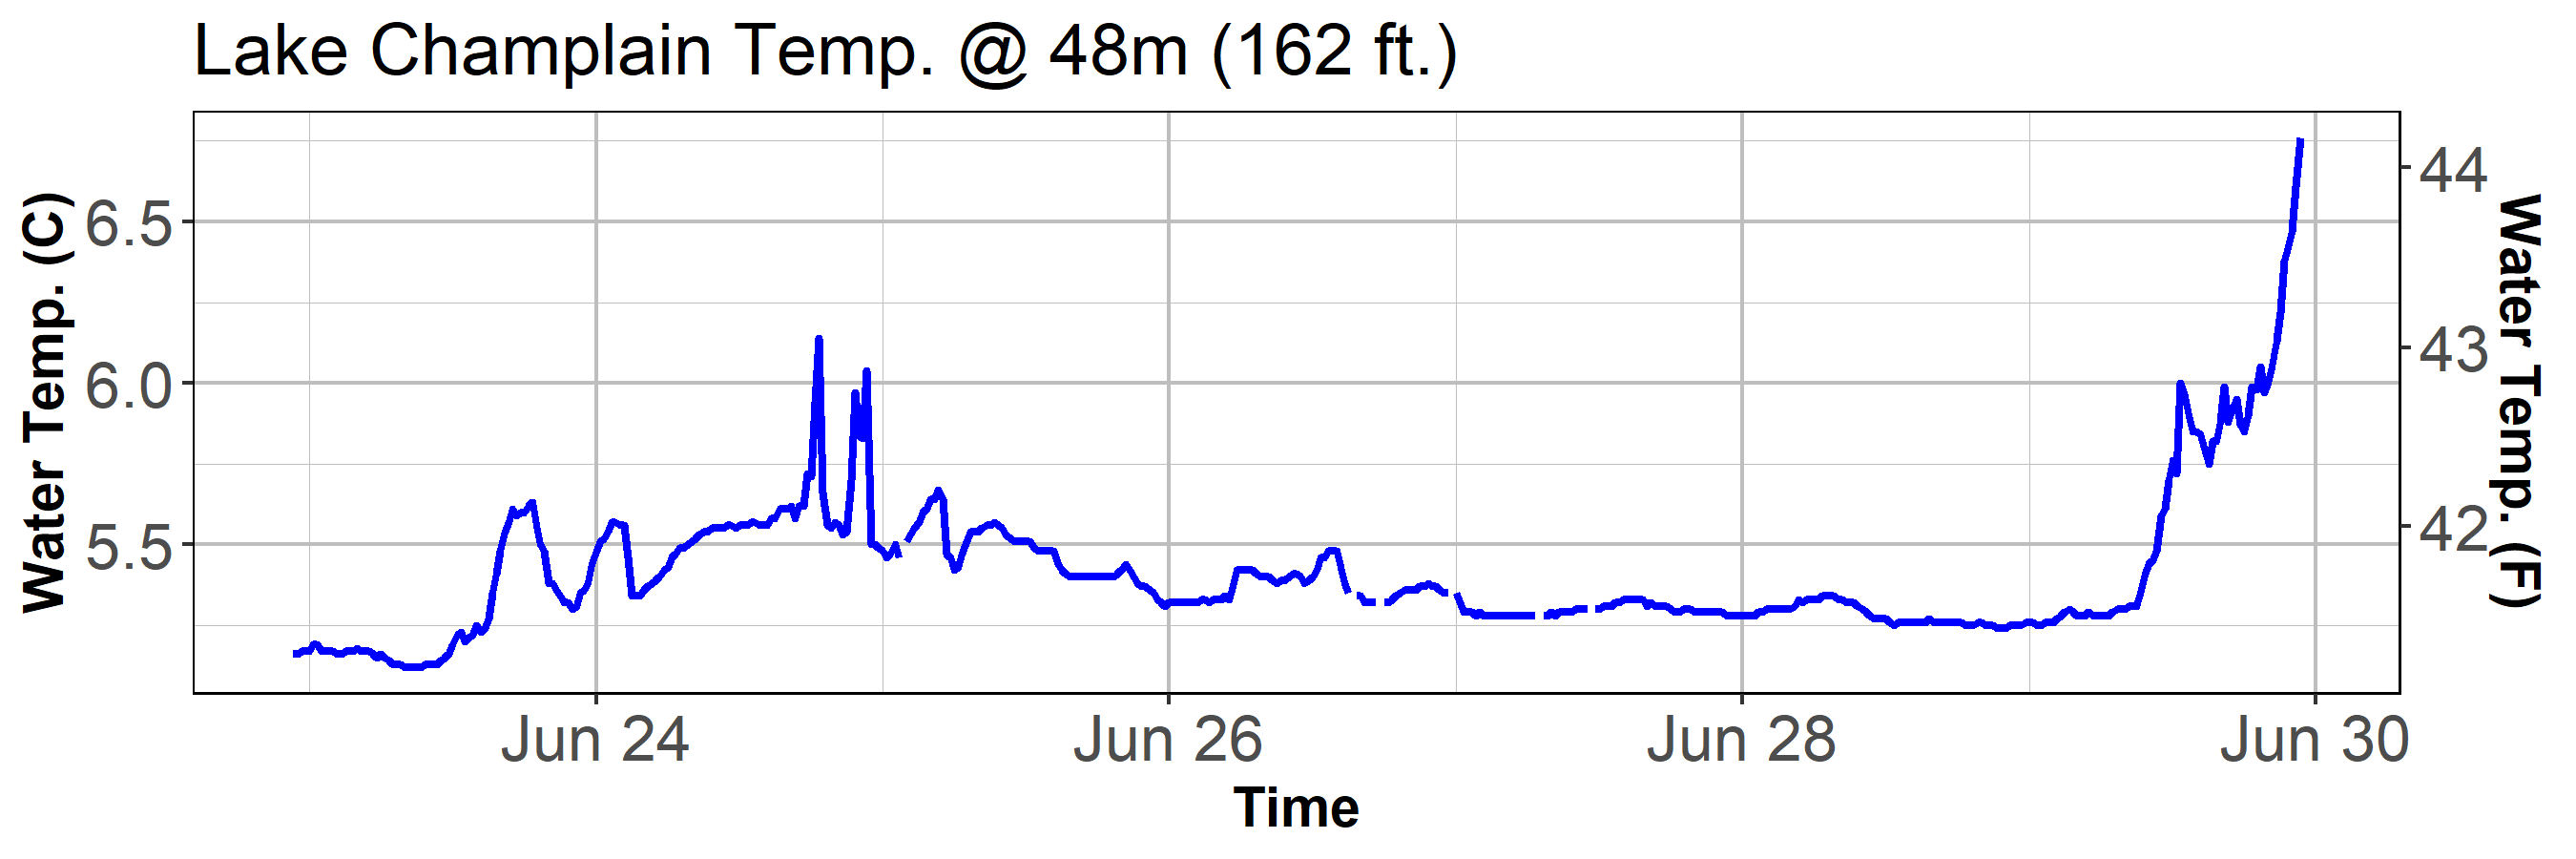 Lake Champlain Temp. @ 48m (162 ft.)
Water Temp. (C)
6.5
6.0
5.5
44
43
42
Water Temp. (F)
Jun 24
Jun 26
Jun 28
Jun 30
Time